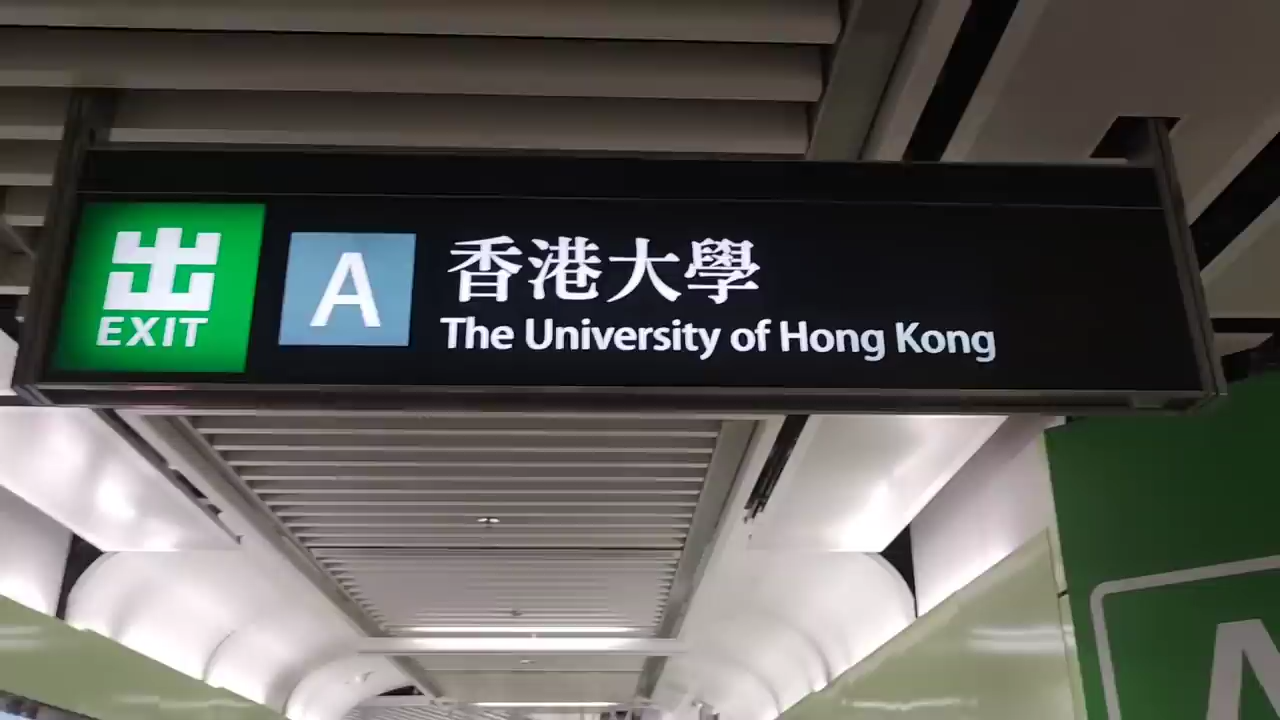 出
EXIT
A
香港大學
The University of Hong Kong